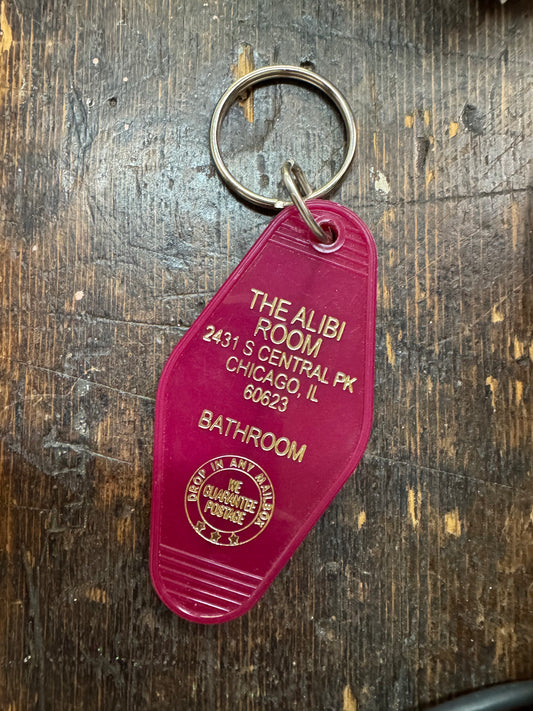 THE ALIBI
ROOM
2431 S CENTRAL PK
CHICAGO, IL
60623
BATHROOM
DROP IN ANY MAILBOX
WE
GUARANTEE
POSTAGE